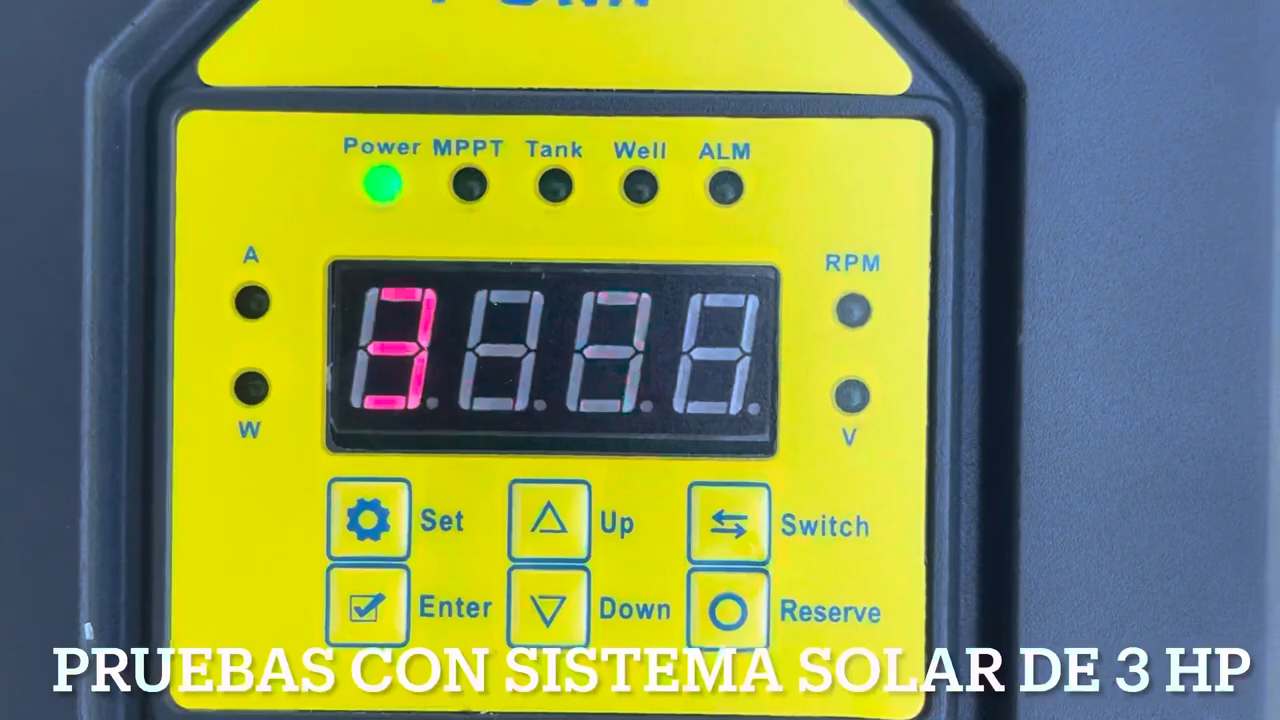 Power MPPT Tank Well ALM
A
RPM
3
W
V
Set Up Switch
Enter Down Reserve
PRUEBAS CON SISTEMA SOLAR DE 3 HP